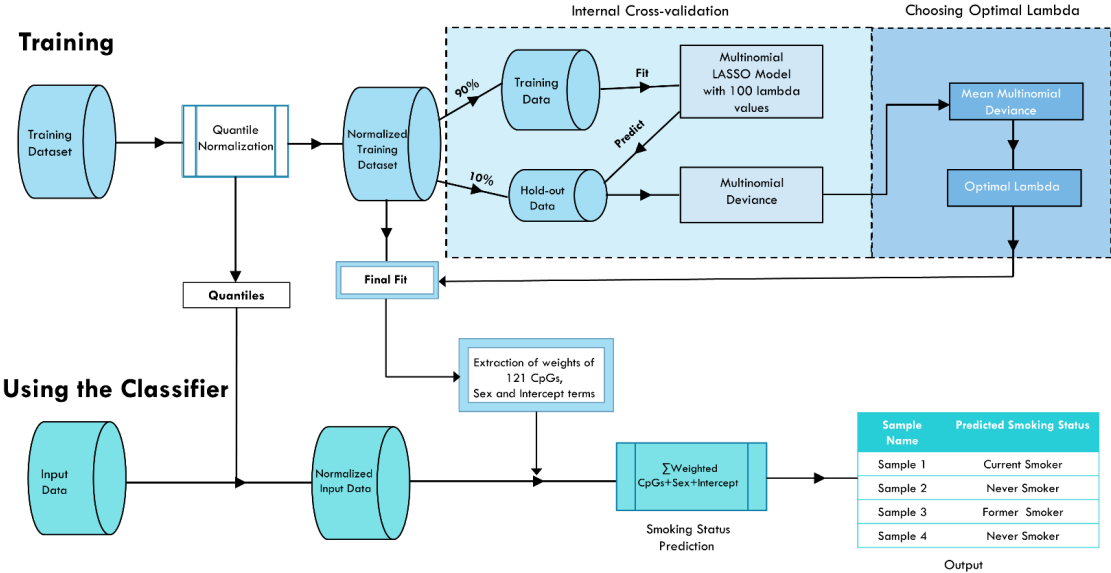 Internal Cross-validation
Choosing Optimal Lambda
Training
Training
Dataset
Quantile
Normalization
Normalized
Training
Dataset
90%
10%
Training
Data
Fit
Multinomial
LASSO Model
with 100 lambda
values
Predict
Hold-out
Data
Multinomial
Deviance
Mean Multinomial
Deviance
Optimal Lambda
Final Fit
Quantiles
Extraction of weights of
121 CpGs,
Sex and Intercept terms
Using the Classifier
Input
Data
Normalized
Input Data
∑Weighted
CpGs+Sex+Intercept
Smoking Status
Prediction
Sample
Name
Predicted Smoking Status
Sample 1 Current Smoker
Sample 2 Never Smoker
Sample 3 Former Smoker
Sample 4 Never Smoker
Output